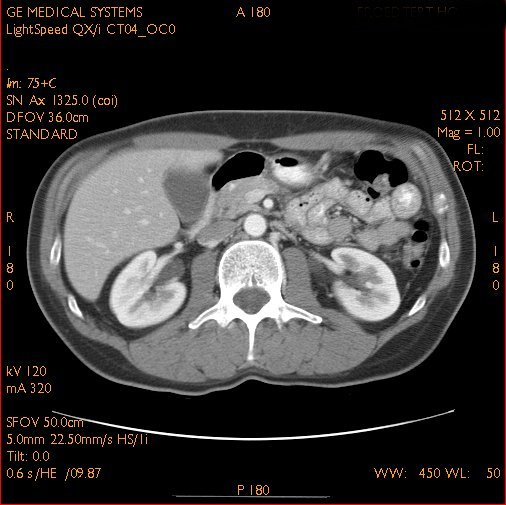 GE MEDICAL SYSTEMS
LightSpeed QX/i CT04_OC0
A 180
.
Im: 75+C
SN Ax 1325.0 (coi)
DFOV 36.0cm
STANDARD
512 X 512
Mag = 1.00
FL:
ROT:
R
1
8
0
L
1
8
0
kV 120
mA 320
SFOV 50.0cm
5.0mm 22.50mm/s HS/1i
Tilt: 0.0
0.6 s/HE /09.87
P 180
WW: 450 WL: 50